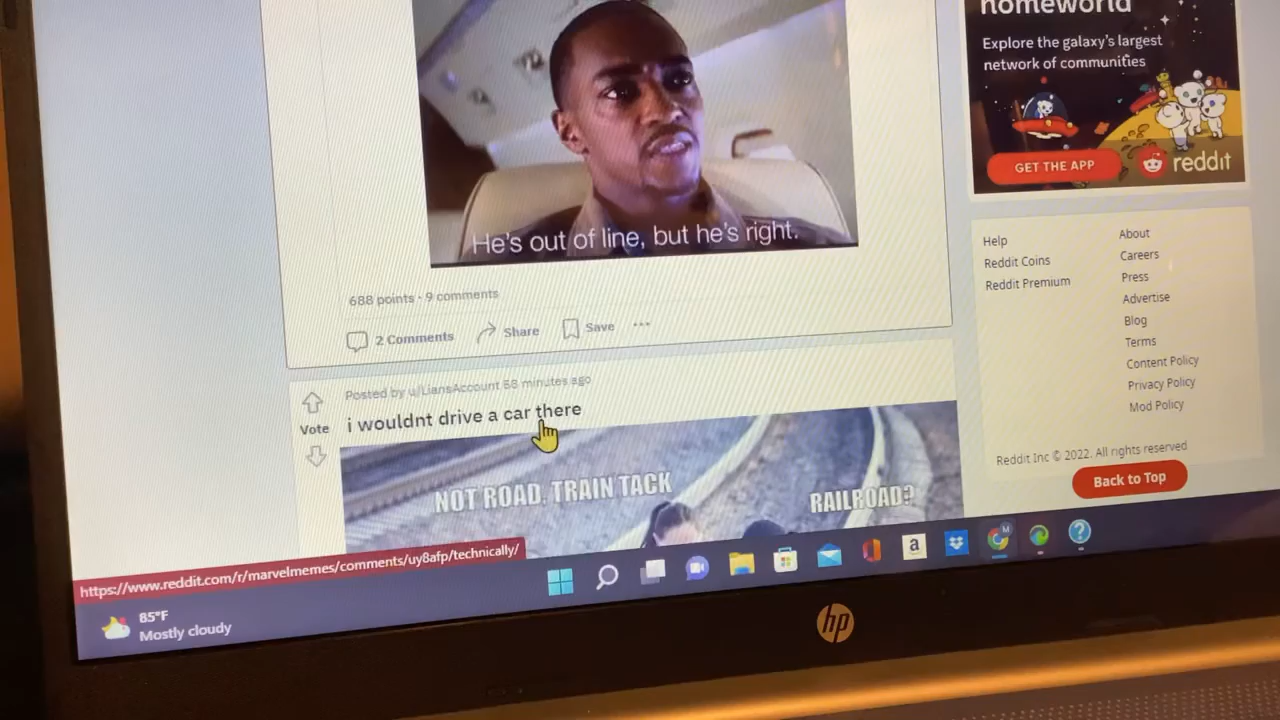 homeworld
Explore the galaxy's largest
network of communities
GET THE APP
reddit
He's out of line, but he's right.
688 points · 9 comments
2 Comments
Share
Save
Help
Reddit Coins
Reddit Premium
About
Careers
Press
Advertise
Blog
Terms
Content Policy
Privacy Policy
Mod Policy
Reddit Inc © 2022. All rights reserved
Back to Top
Vote
Posted by u/LiansAccount 58 minutes ago
i wouldnt drive a car there
NOT ROAD, TRAIN TACK
RAILROAD?
https://www.reddit.com/r/marvelmemes/comments/uy8afp/technically/
85°F
Mostly cloudy
a
M
?
hp